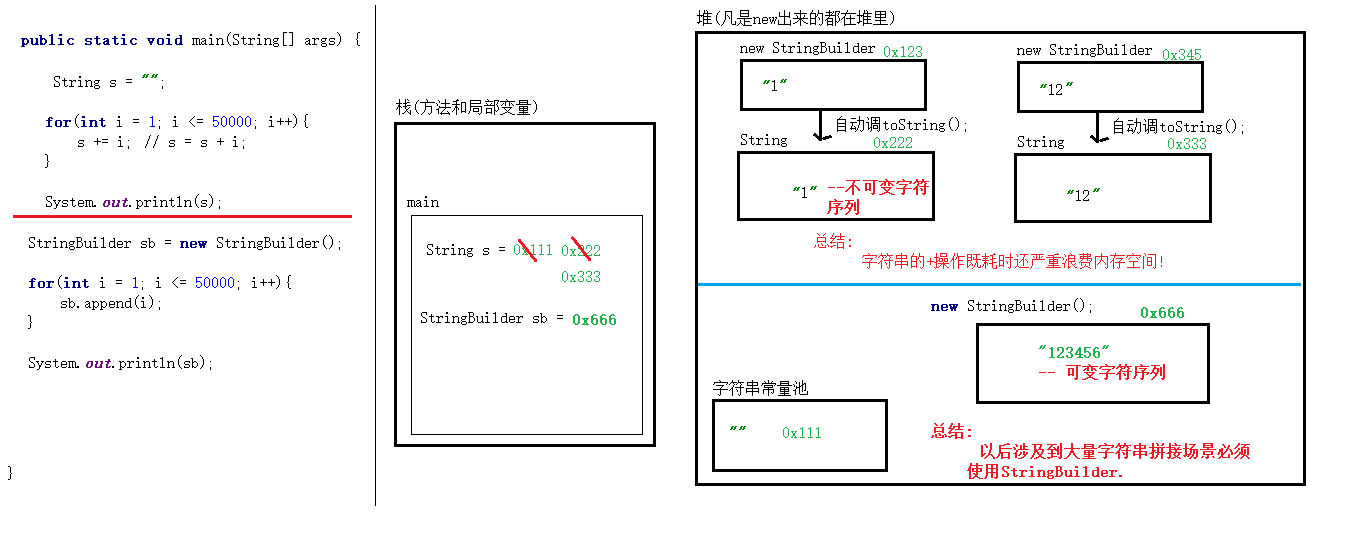 public static void main(String[] args) {
String s = "";
for(int i = 1; i <= 50000; i++){
s += i; // s = s + i;
}
System.out.println(s);
StringBuilder sb = new StringBuilder();
for(int i = 1; i <= 50000; i++){
sb.append(i);
}
System.out.println(sb);
}
栈(方法和局部变量)
main
String s = 0x111 0x222
0x333
StringBuilder sb = 0x666
堆(凡是new出来的都在堆里)
new StringBuilder 0x123
"1"
自动调toString();
String 0x222
"1" --不可变字符
序列
new StringBuilder 0x345
"12"
自动调toString();
String 0x333
"12"
总结:
字符串的+操作既耗时还严重浪费内存空间!
new StringBuilder(); 0x666
"123456"
-- 可变字符序列
字符串常量池
"" 0x111
总结:
以后涉及到大量字符串拼接场景必须
使用StringBuilder.